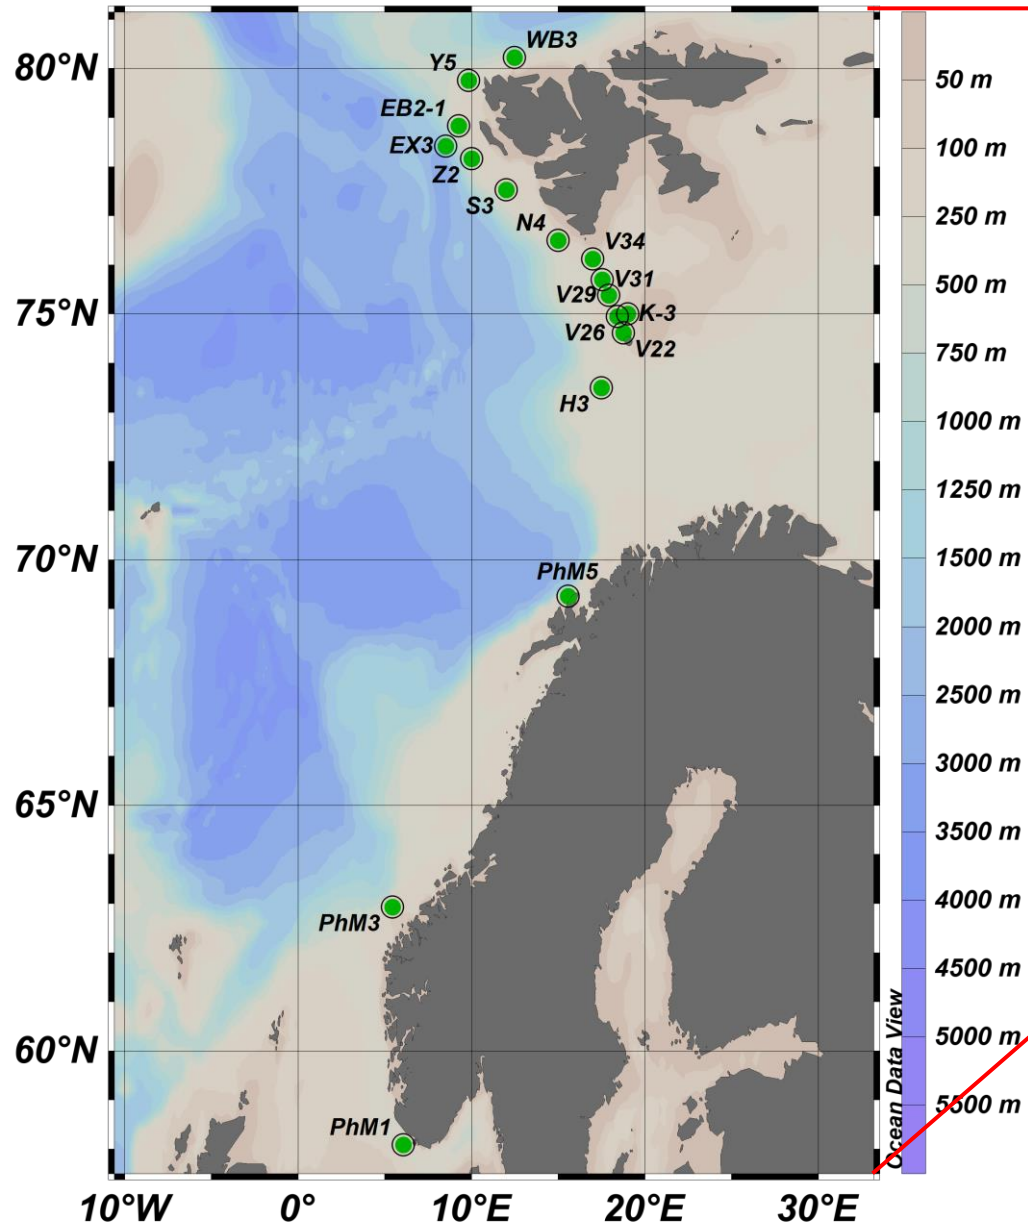 80°N
75°N
70°N
65°N
60°N
10°W
0°
10°E
20°E
30°E
WB3
Y5
EB2-1
EX3
Z2
S3
N4
V34
V31
V29
K-3
V26
V22
H3
PhM5
PhM3
PhM1
50 m
100 m
250 m
500 m
750 m
1000 m
1250 m
1500 m
2000 m
2500 m
3000 m
3500 m
4000 m
4500 m
5000 m
5500 m
Ocean Data View